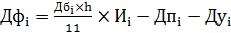 Дфᵢ = Дбᵢ×h/11 × Иᵢ − Дпᵢ − Дуᵢ